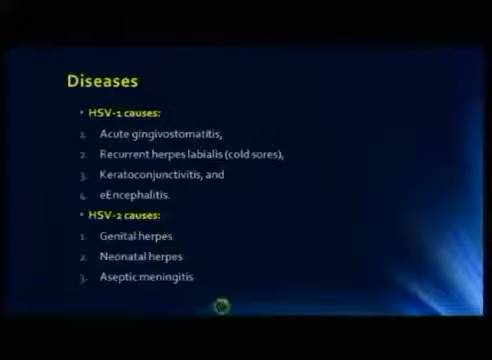 Diseases
• HSV-1 causes:
1. Acute gingivostomatitis,
2. Recurrent herpes labialis (cold sores),
3. Keratoconjunctivitis, and
4. eEncephalitis.
• HSV-2 causes:
1. Genital herpes
2. Neonatal herpes
3. Aseptic meningitis